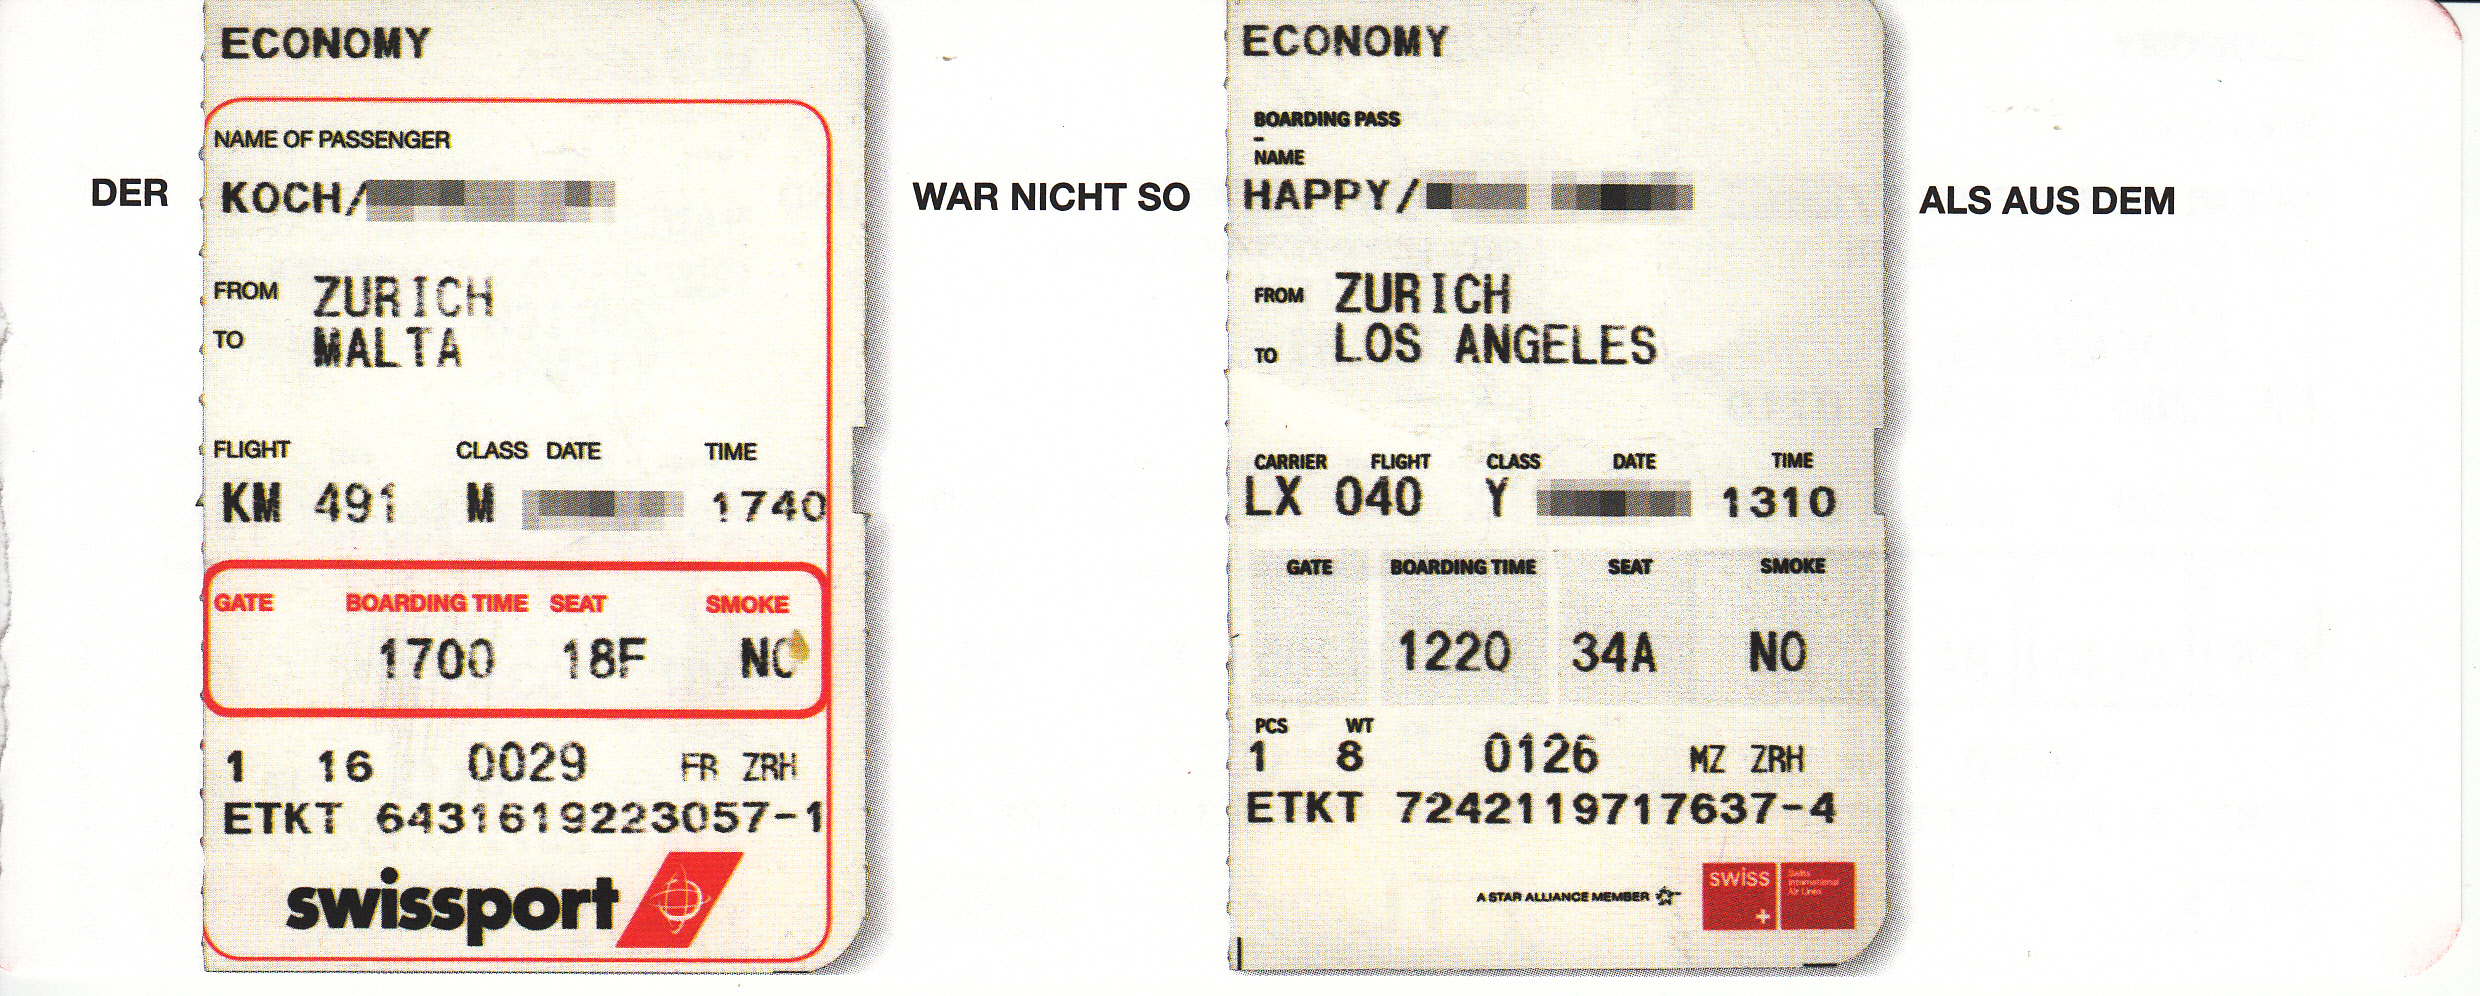 ECONOMY
NAME OF PASSENGER
DER KOCH/
FROM ZURICH
TO MALTA
FLIGHT CLASS DATE TIME
KM 491 M 1740
GATE BOARDING TIME SEAT SMOKE
1700 18F NO
1 16 0029 FR ZRH
ETKT 6431619223057-1
swissport
WAR NICHT SO
ECONOMY
BOARDING PASS
NAME
HAPPY/
FROM ZURICH
TO LOS ANGELES
CARRIER FLIGHT CLASS DATE TIME
LX 040 Y 1310
GATE BOARDING TIME SEAT SMOKE
1220 34A NO
PCS WT
1 8 0126 MZ ZRH
ETKT 7242119717637-4
A STAR ALLIANCE MEMBER
swiss
Swiss
International
Air Lines
ALS AUS DEM